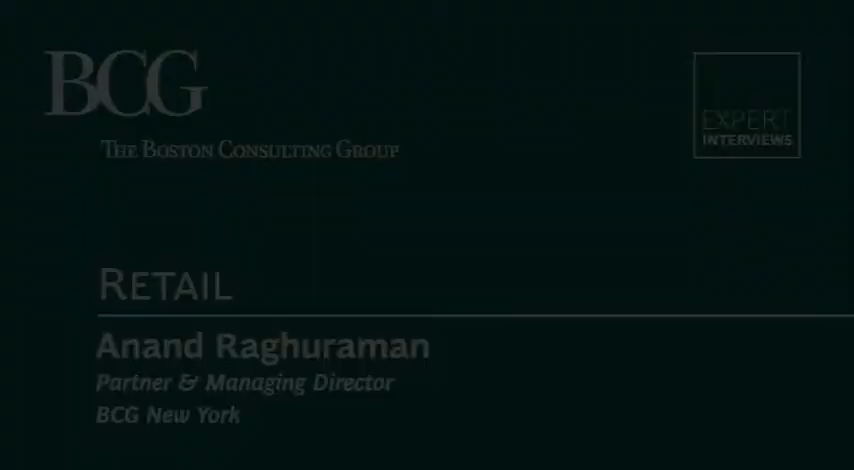 BCG
THE BOSTON CONSULTING GROUP
EXPERT
INTERVIEWS
RETAIL
Anand Raghuraman
Partner & Managing Director
BCG New York